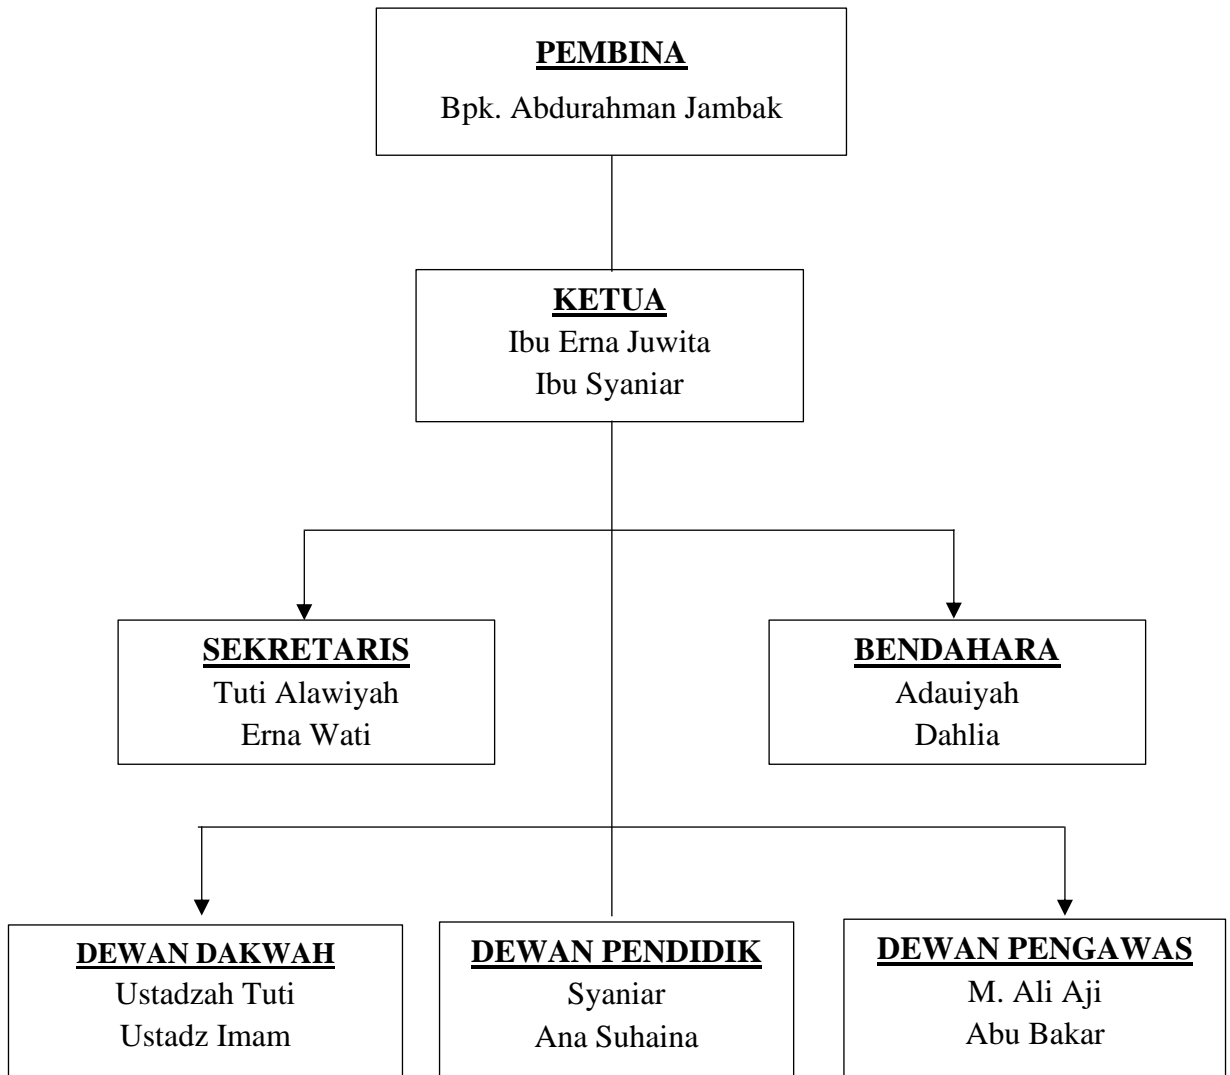 PEMBINA
Bpk. Abdurahman Jambak
KETUA
Ibu Erna Juwita
Ibu Syaniar
SEKRETARIS
Tuti Alawiyah
Erna Wati
BENDAHARA
Adauiyah
Dahlia
DEWAN DAKWAH
Ustadzah Tuti
Ustadz Imam
DEWAN PENDIDIK
Syaniar
Ana Suhaina
DEWAN PENGAWAS
M. Ali Aji
Abu Bakar